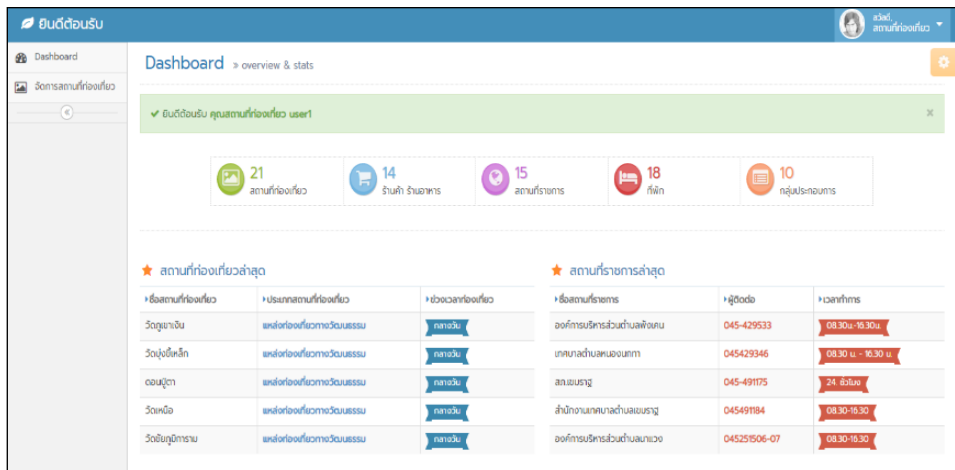 ยินดีต้อนรับ
สวัสดี,
สถานที่ท่องเที่ยว
Dashboard
จัดการสถานที่ท่องเที่ยว
Dashboard » overview & stats
ยินดีต้อนรับ คุณสถานที่ท่องเที่ยว user1
21
สถานที่ท่องเที่ยว
14
ร้านค้า ร้านอาหาร
15
สถานที่ราชการ
18
ที่พัก
10
กลุ่มประกอบการ
สถานที่ท่องเที่ยวล่าสุด
ชื่อสถานที่ท่องเที่ยว ประเภทสถานที่ท่องเที่ยว ช่วงเวลาท่องเที่ยว
วัดภูเขาเงิน แหล่งท่องเที่ยวทางวัฒนธรรม กลางวัน
วัดบุ่งขี้เหล็ก แหล่งท่องเที่ยวทางวัฒนธรรม กลางวัน
ดอนปู่ตา แหล่งท่องเที่ยวทางวัฒนธรรม กลางวัน
วัดเหนือ แหล่งท่องเที่ยวทางวัฒนธรรม กลางวัน
วัดชัยภูมิการาม แหล่งท่องเที่ยวทางวัฒนธรรม กลางวัน
สถานที่ราชการล่าสุด
ชื่อสถานที่ราชการ ผู้ติดต่อ เวลาทำการ
องค์การบริหารส่วนตำบลพังเคน 045-429533 08.30น.-16.30น.
เทศบาลตำบลหนองนกทา 045429346 08.30 น. - 16.30 น.
สภ.เขมราฐ 045-491175 24. ชั่วโมง
สำนักงานเทศบาลตำบลเขมราฐ 045491184 08.30-16.30
องค์การบริหารส่วนตำบลนาแวง 045251506-07 08.30-16.30